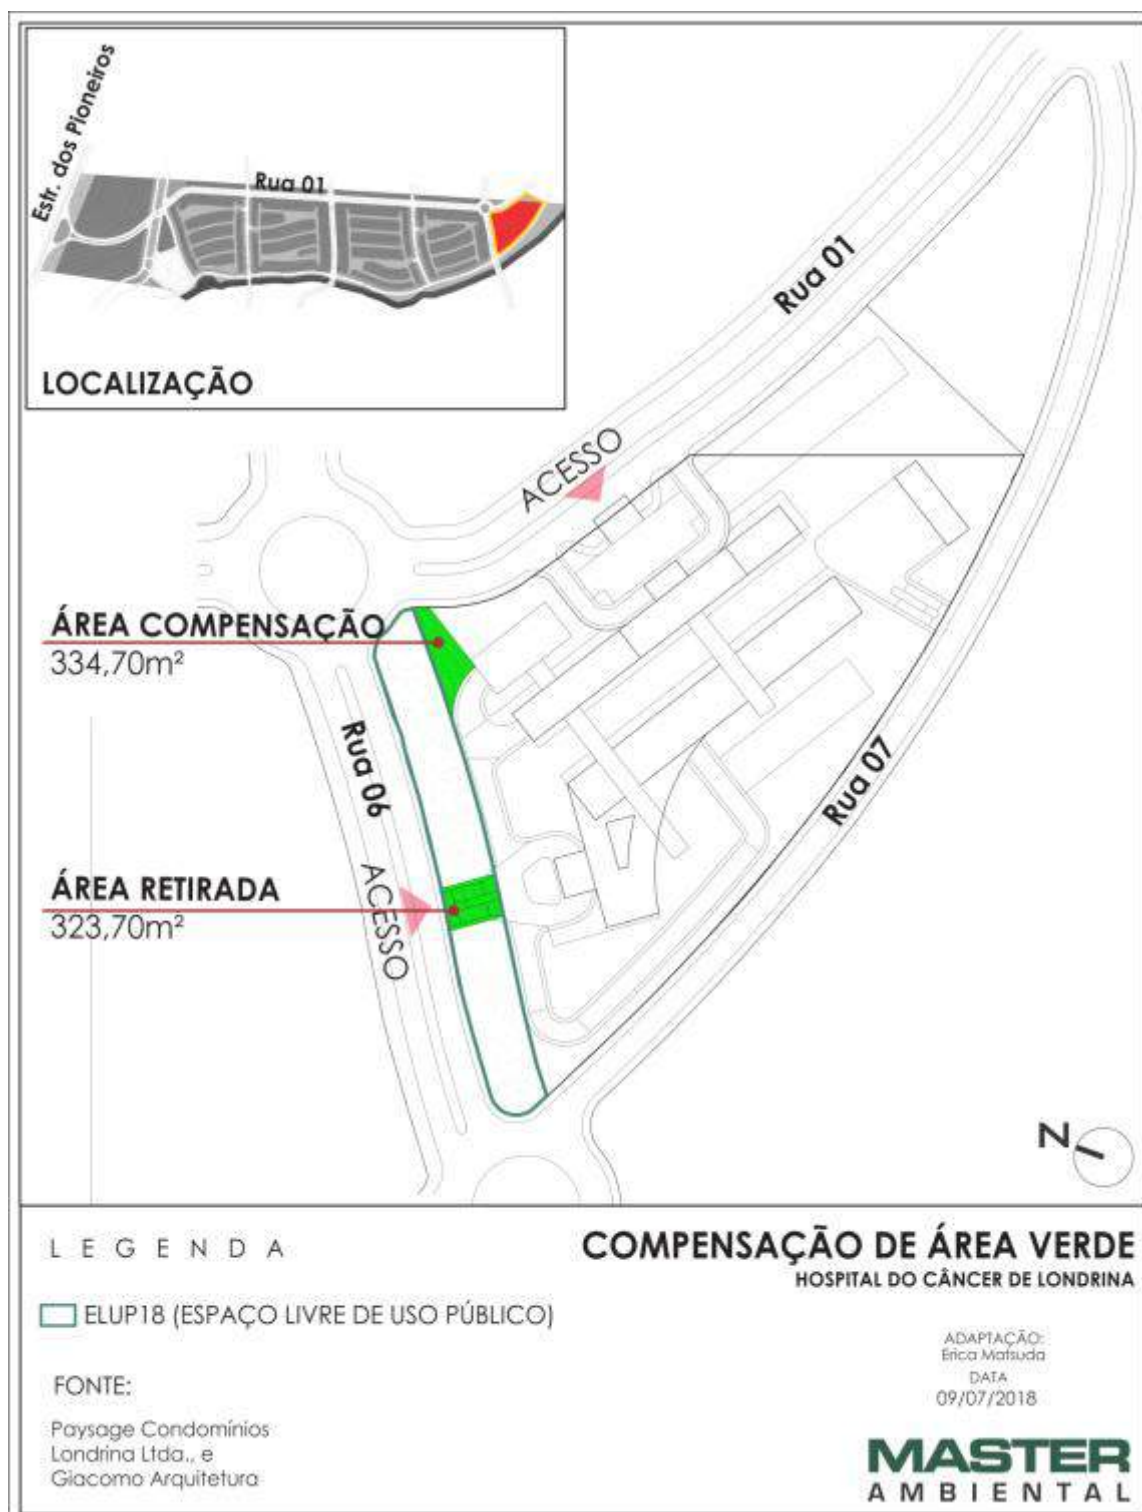 Estr. dos Pioneiros
Rua 01
LOCALIZAÇÃO
Rua 01
ACESSO
ÁREA COMPENSAÇÃO
334,70m²
Rua 06
Rua 07
ÁREA RETIRADA
323,70m²
ACESSO
N
LEGENDA
ELUP18 (ESPAÇO LIVRE DE USO PÚBLICO)
FONTE:
Paysage Condomínios
Londrina Ltda., e
Giacomo Arquitetura
COMPENSAÇÃO DE ÁREA VERDE
HOSPITAL DO CÂNCER DE LONDRINA
ADAPTAÇÃO:
Erica Matsuda
DATA
09/07/2018
MASTER
AMBIENTAL